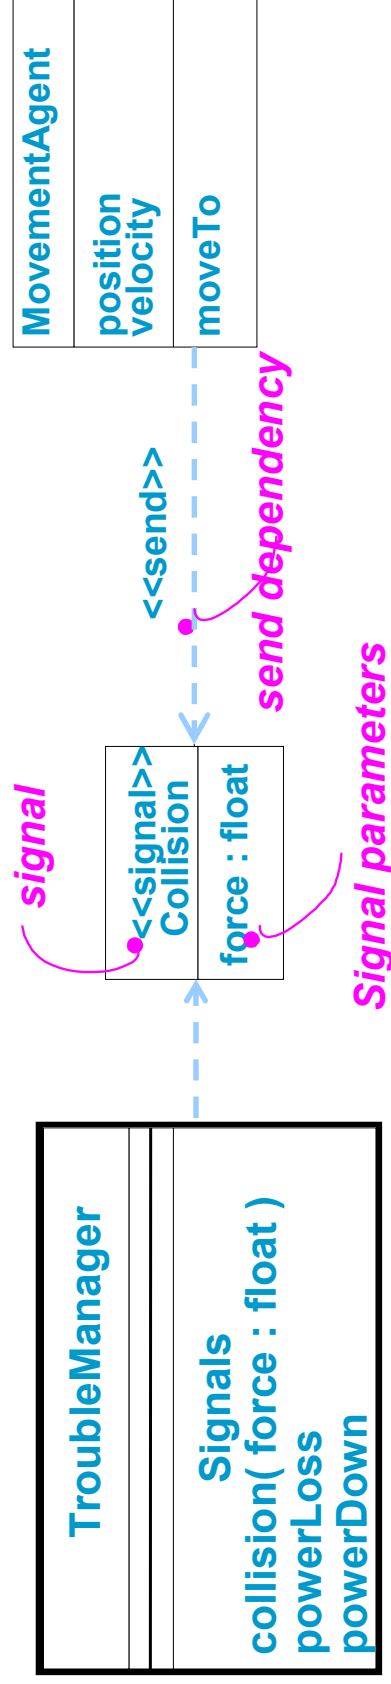 TroubleManager
Signals
collision( force : float )
powerLoss
powerDown
signal
<<signal>>
Collision
force : float
Signal parameters
<<send>>
send dependency
MovementAgent
position
velocity
moveTo